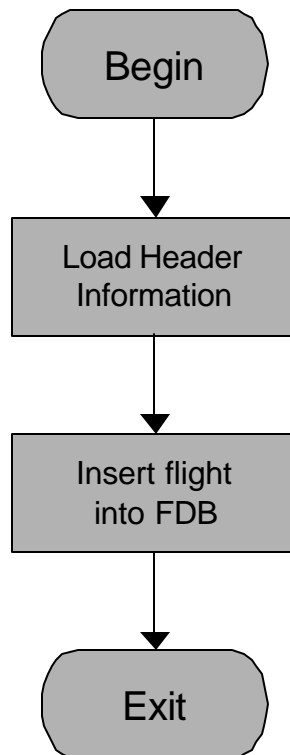 Begin
Load Header
Information
Insert flight
into FDB
Exit